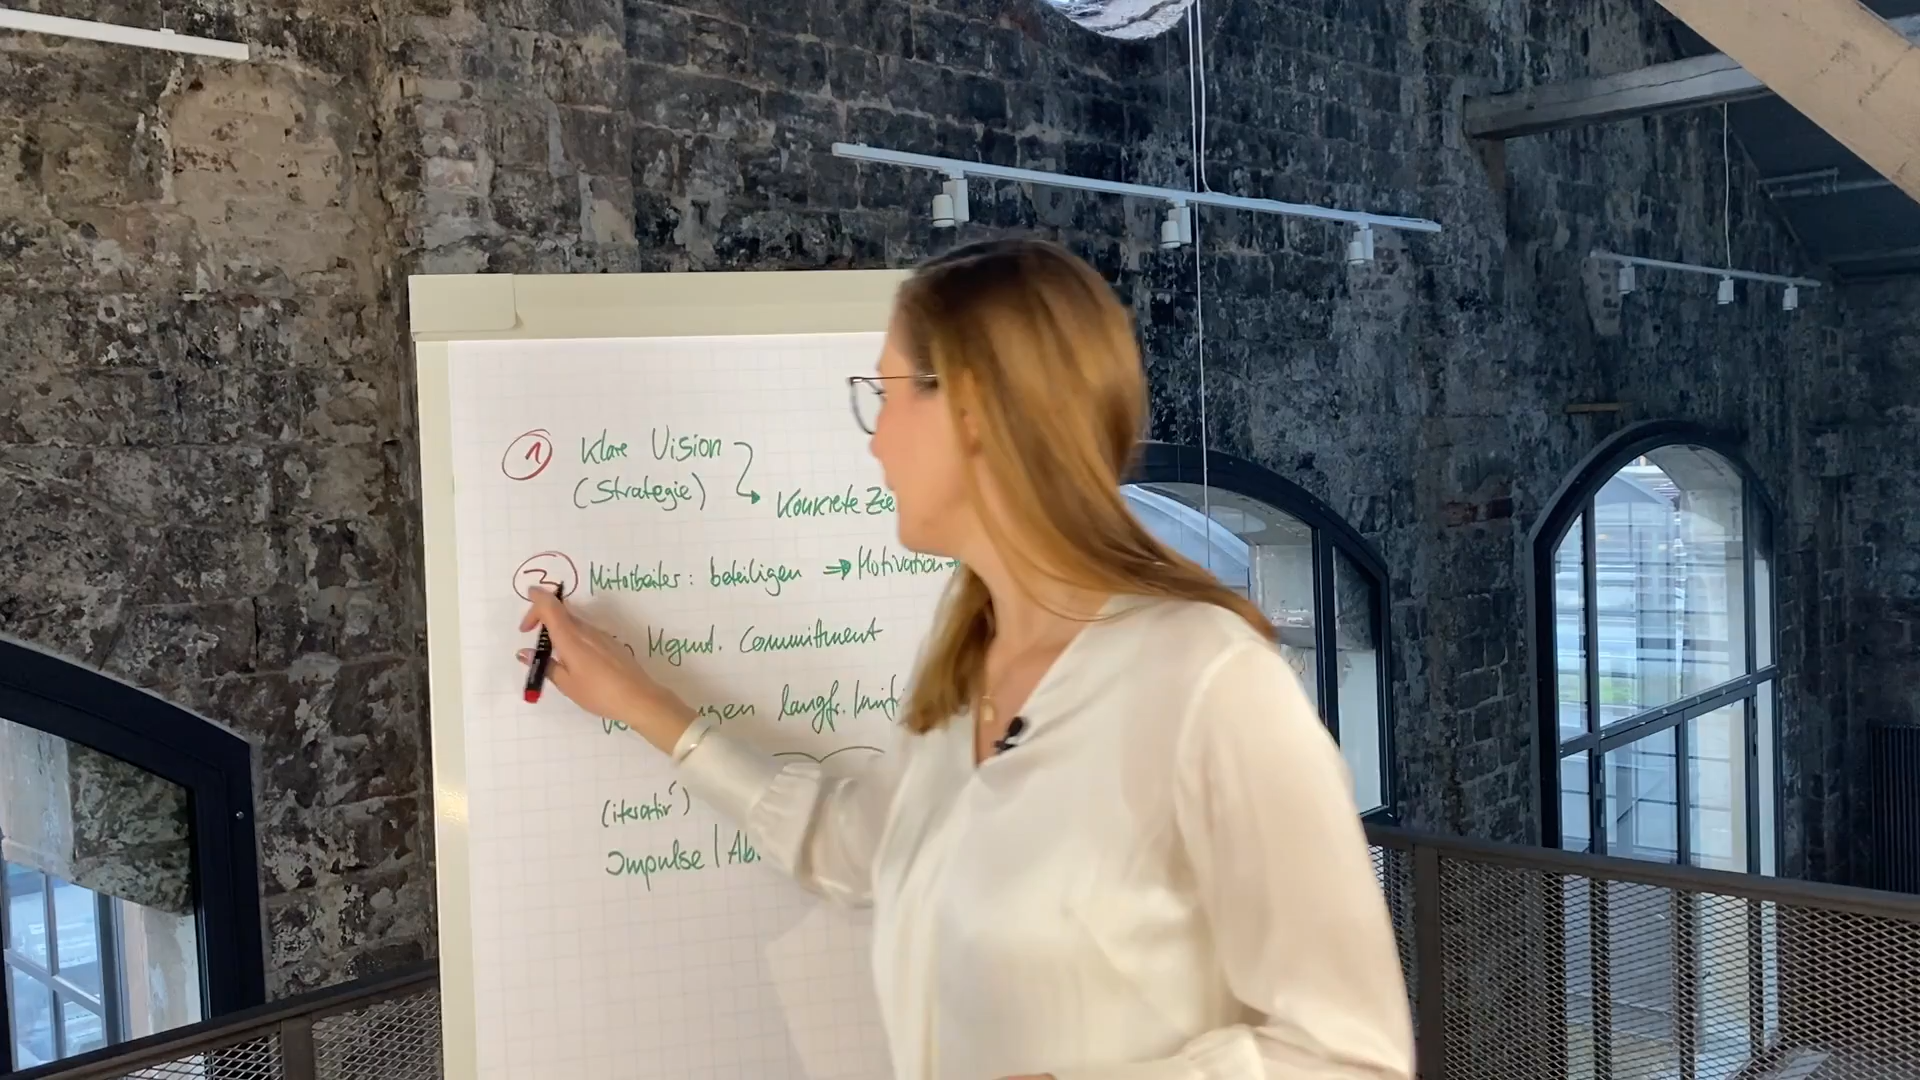 1 Klare Vision
(Strategie)
Konkrete Zie
2 Mitarbeiter: beteiligen => Motivation
Mgmt. Commitment
langfr.
(iterativ)
Impulse | Ab.